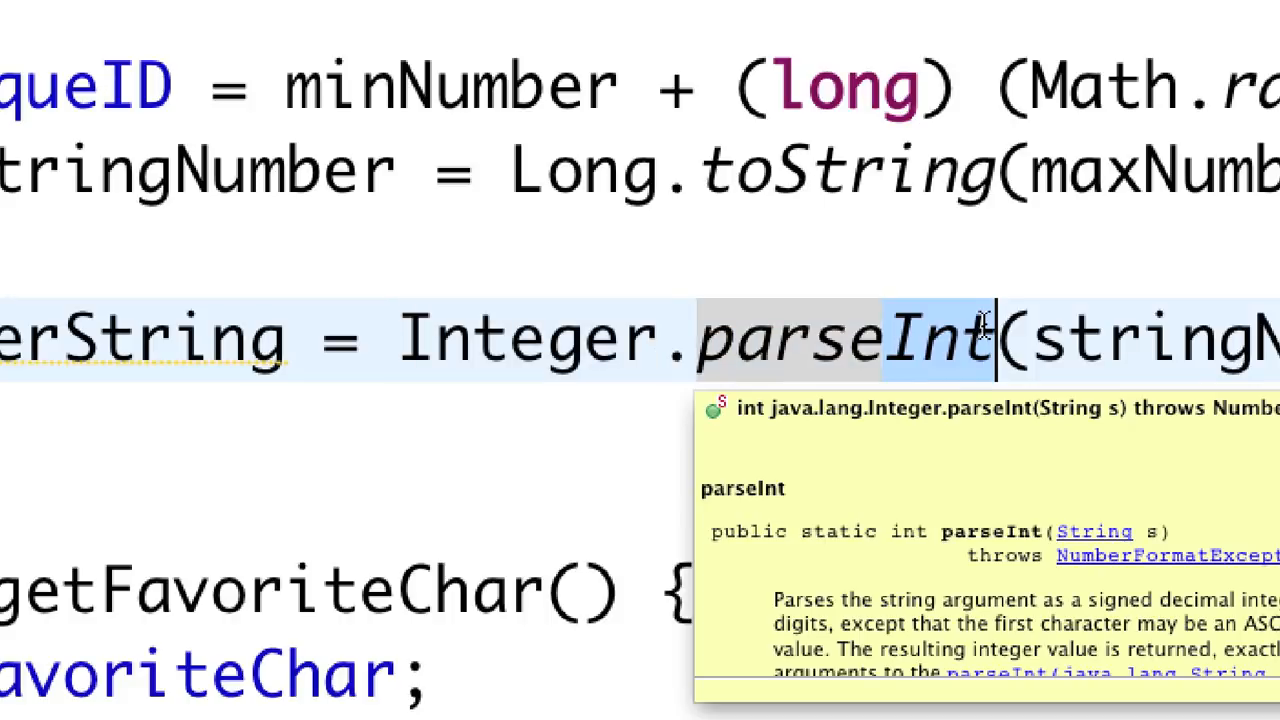 queID = minNumber + (long) (Math.ra
tringNumber = Long.toString(maxNumb
erString = Integer.parseInt(stringN
S int java.lang.Integer.parseInt(String s) throws Numbe
parseInt
public static int parseInt(String s)
throws NumberFormatExcept
Parses the string argument as a signed decimal inte
digits, except that the first character may be an ASC
value. The resulting integer value is returned, exactl
arguments to the parseInt(java.lang.String
getFavoriteChar() {
avoriteChar;